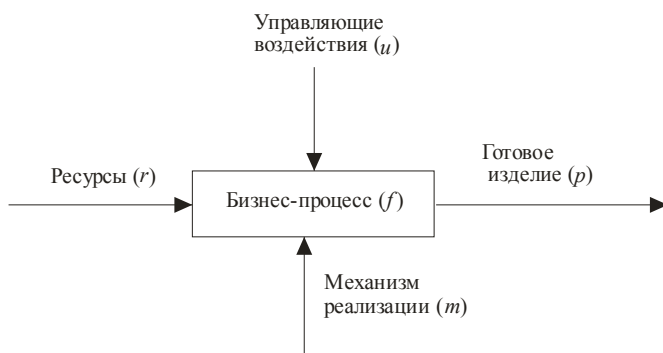 Управляющие
воздействия (u)
Ресурсы (r)
Бизнес-процесс (f)
Готовое
изделие (p)
Механизм
реализации (m)